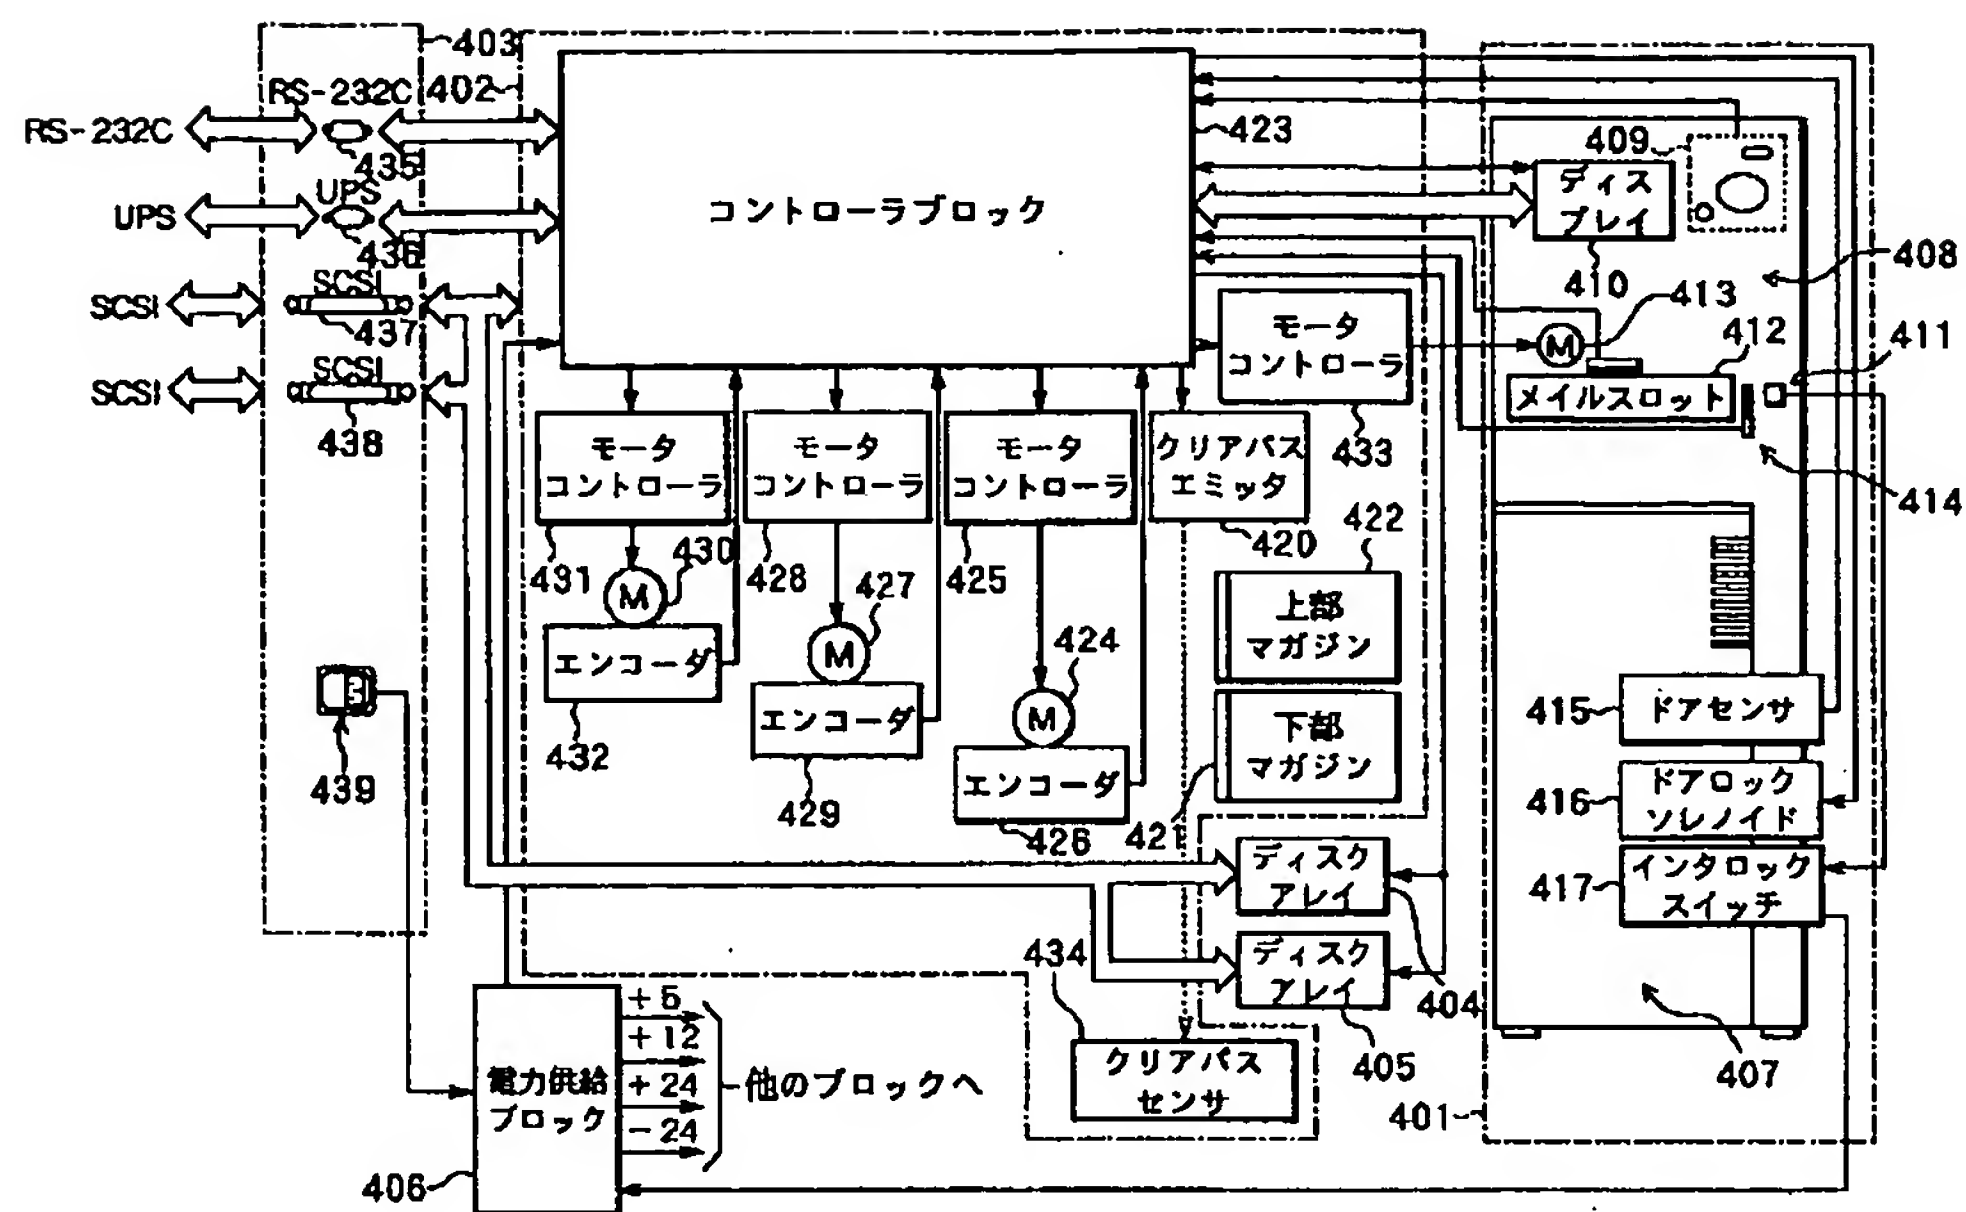 403
402
RS-232C
RS-232C
435
UPS
UPS
436
SCSI
SCSI
437
SCSI
SCSI
438
コントローラブロック
423
409
ディス
プレイ
410
408
413
412
411
メイルスロット
414
モータ
コントローラ
433
モータ
コントローラ
431
モータ
コントローラ
428
モータ
コントローラ
425
クリアパス
エミッタ
420
430
M
エンコーダ
432
427
M
エンコーダ
429
424
M
エンコーダ
426
M
422
上部
マガジン
下部
マガジン
421
439
415
ドアセンサ
416
ドアロック
ソレノイド
417
インタロック
スイッチ
ディスク
アレイ
404
ディスク
アレイ
405
434
クリアパス
センサ
407
401
電力供給
ブロック
406
+5
+12
+24
-24
他のブロックへ